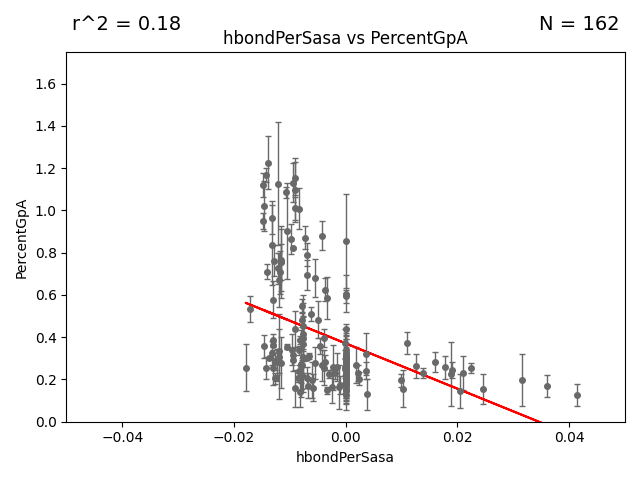 r^2 = 0.18
N = 162
hbondPerSasa vs PercentGpA
1.6
1.4
1.2
1.0
0.8
0.6
0.4
0.2
0.0
PercentGpA
−0.04
−0.02
0.00
0.02
0.04
hbondPerSasa